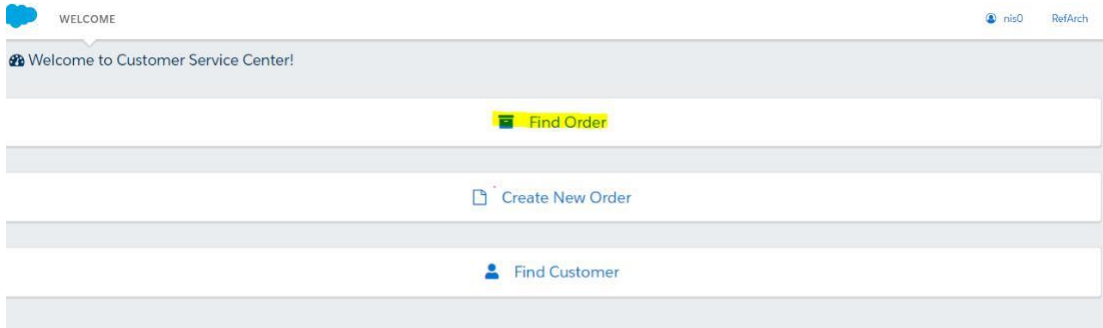 WELCOME nis0 RefArch
Welcome to Customer Service Center!
Find Order
Create New Order
Find Customer